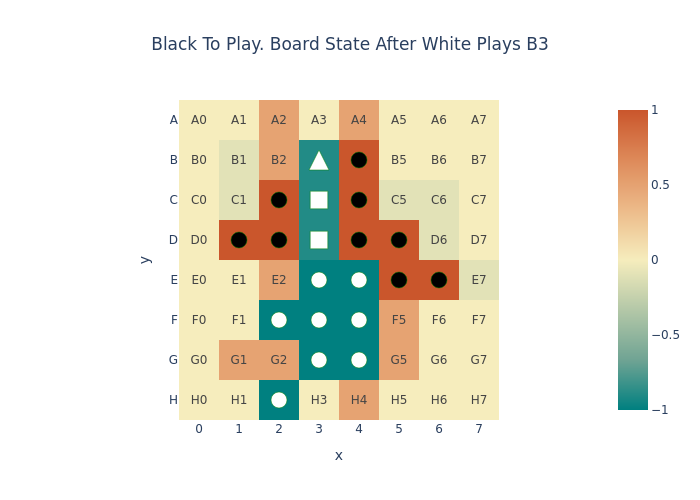 Black To Play. Board State After White Plays B3
A A0 A1 A2 A3 A4 A5 A6 A7 1
B B0 B1 B2 B5 B6 B7
C C0 C1 C5 C6 C7 0.5
D D0 D6 D7
y 0
E E0 E1 E2 E7
F F0 F1 F5 F6 F7 −0.5
G G0 G1 G2 G5 G6 G7
H H0 H1 H3 H4 H5 H6 H7 −1
0 1 2 3 4 5 6 7
x